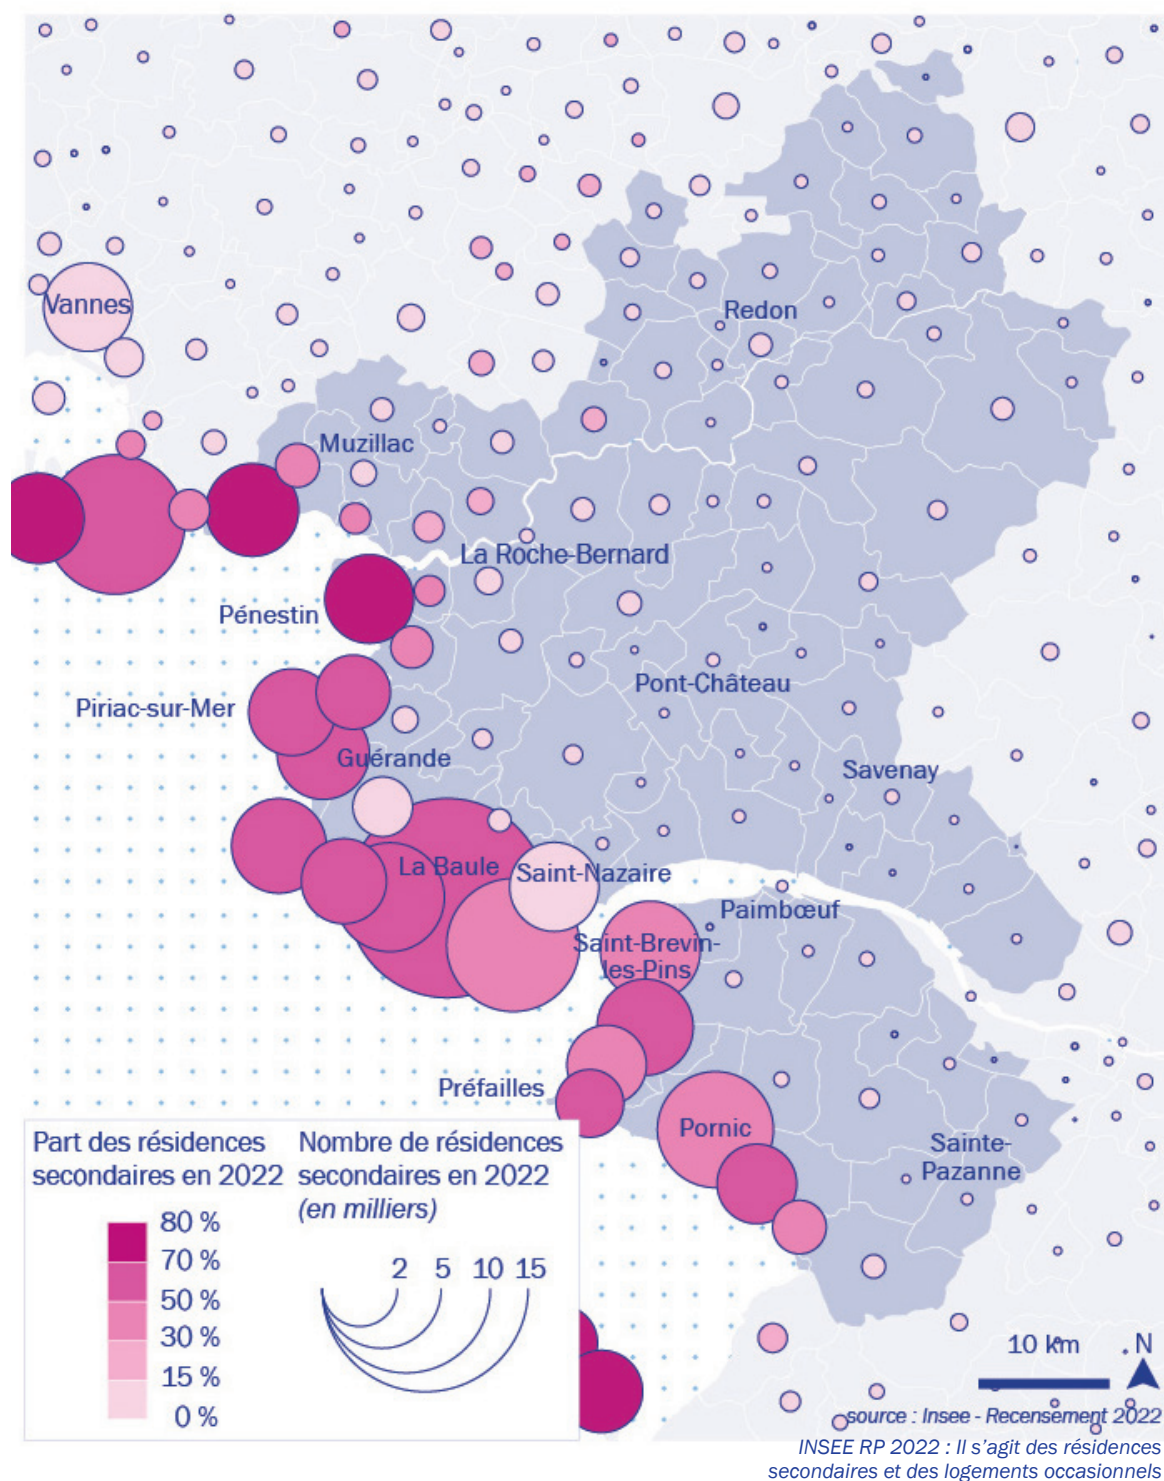 Vannes
Redon
Muzillac
La Roche-Bernard
Pénestin
Pont-Château
Piriac-sur-Mer
Guérande
Savenay
La Baule
Saint-Nazaire
Paimbœuf
Saint-Brevin-
les-Pins
Préfailles
Pornic
Sainte-
Pazanne
Part des résidences
secondaires en 2022
80 %
70 %
50 %
30 %
15 %
0 %
Nombre de résidences
secondaires en 2022
(en milliers)
2 5 10 15
10 km
N
source : Insee - Recensement 2022
INSEE RP 2022 : Il s’agit des résidences
secondaires et des logements occasionnels